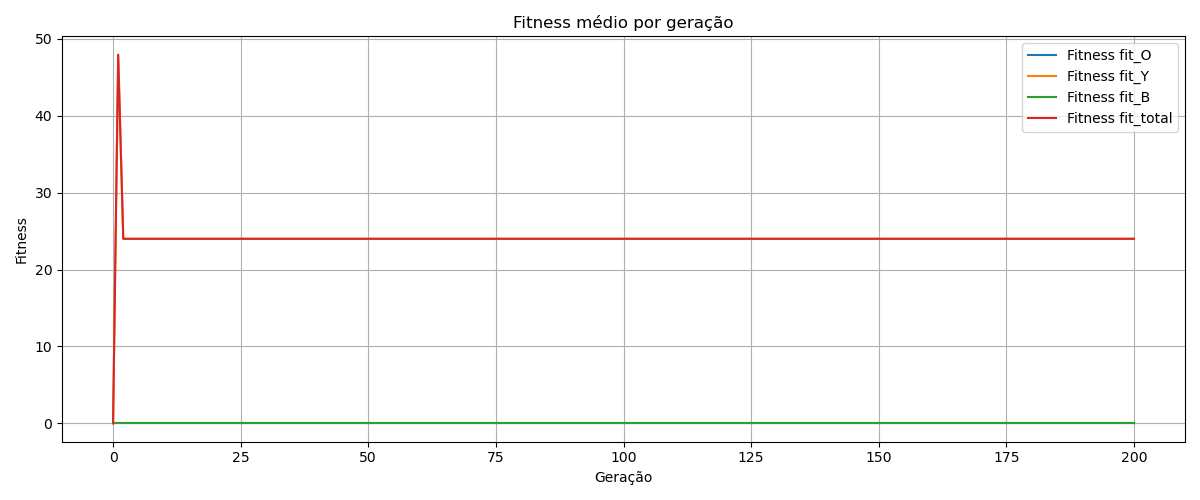 Fitness médio por geração
50
40
30
20
10
0
Fitness
Fitness fit_O
Fitness fit_Y
Fitness fit_B
Fitness fit_total
0 25 50 75 100 125 150 175 200
Geração